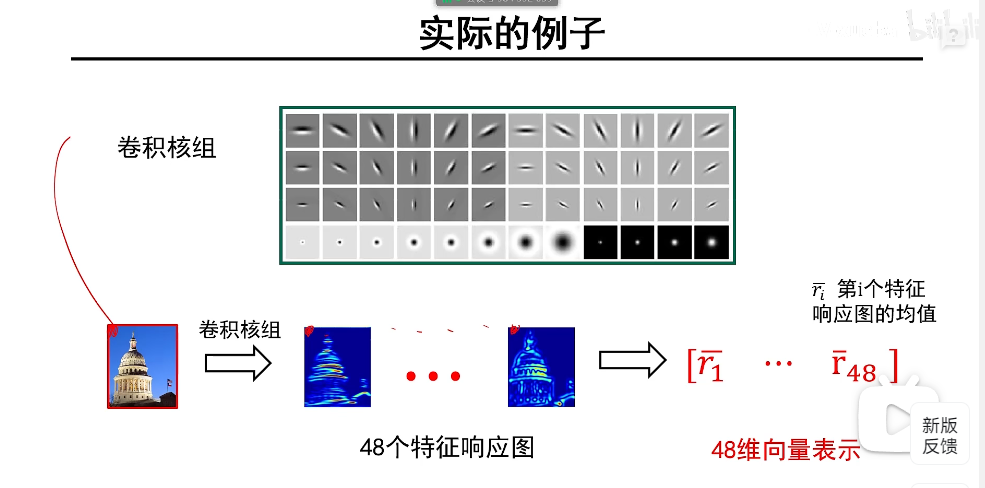 实际的例子
卷积核组
r̄ᵢ 第i个特征
响应图的均值
卷积核组
[r̄₁ ⋯ r̄₄₈]
48个特征响应图
48维向量表示
新版
反馈